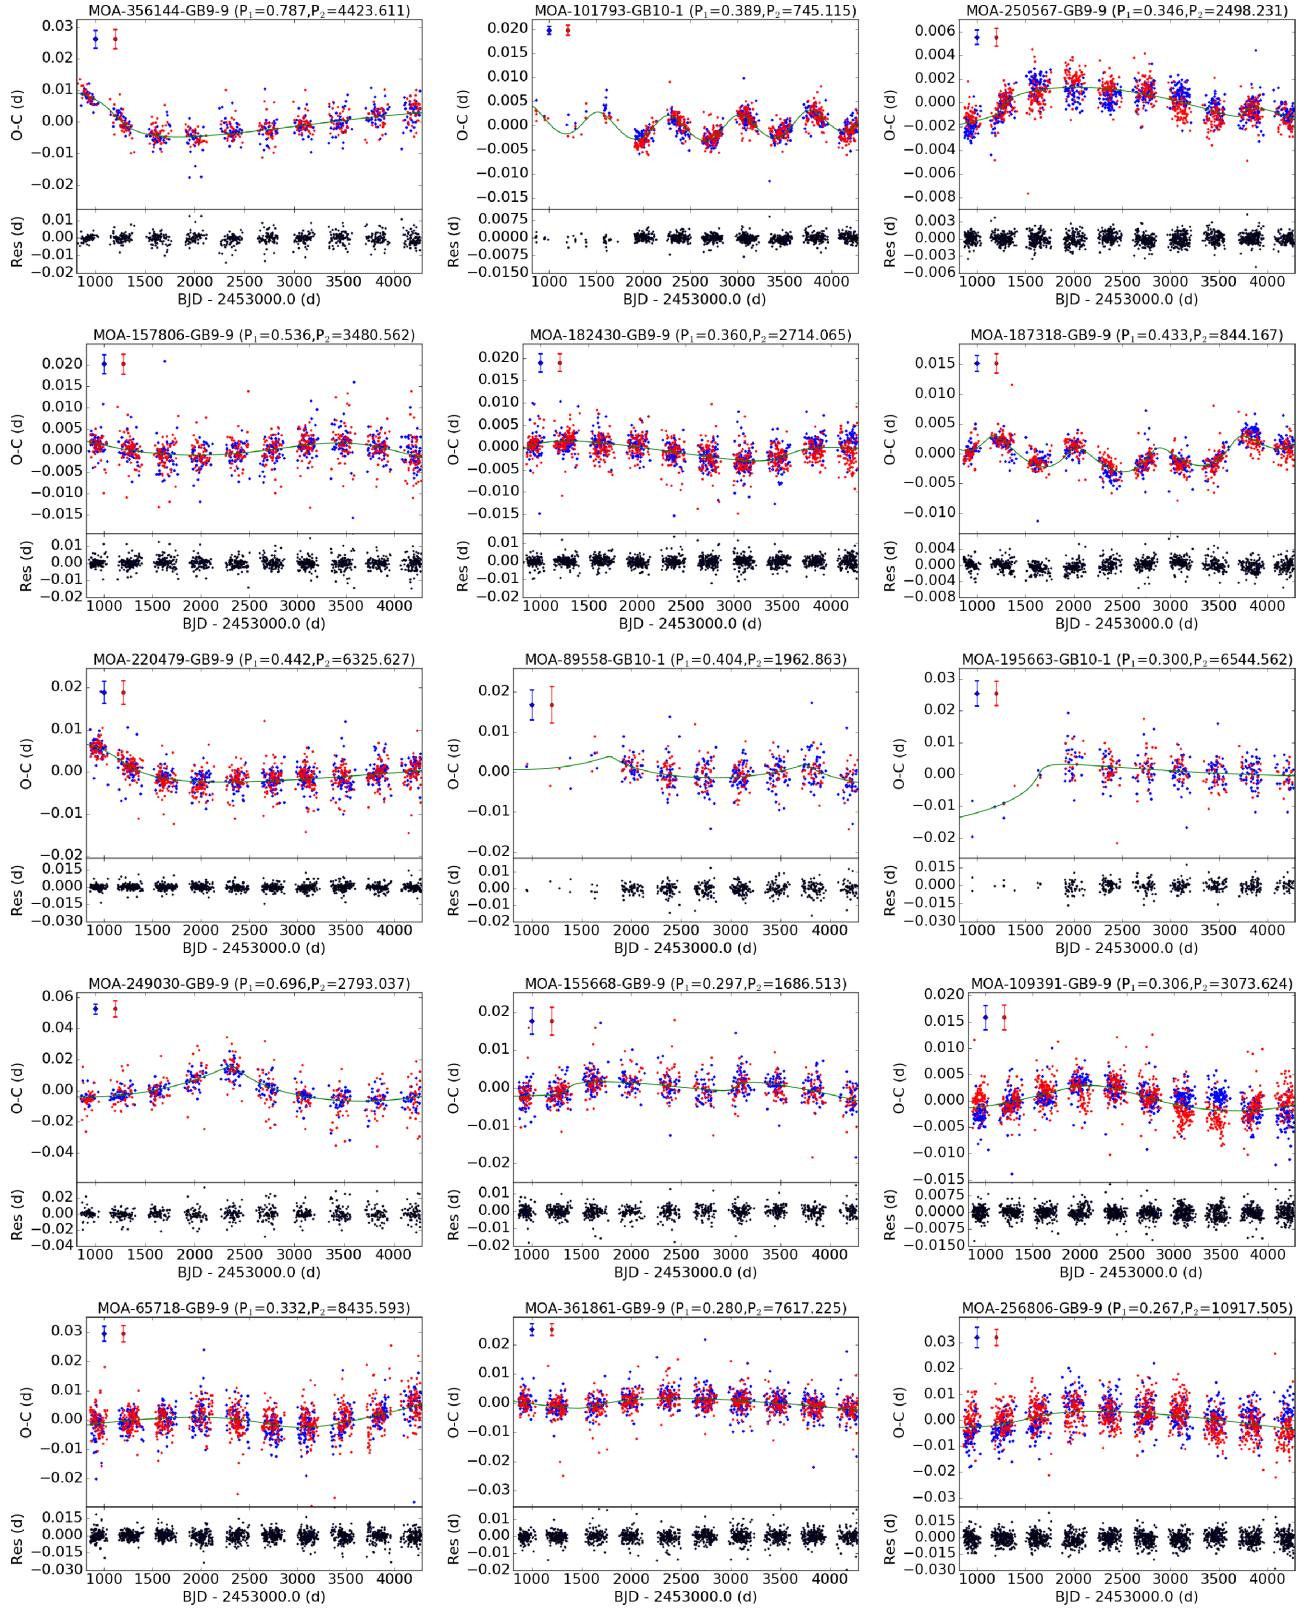 MOA-356144-GB9-9 (P₁=0.787,P₂=4423.611)
0.03
0.02
0.01
0.00
−0.01
−0.02
O-C (d)
0.01
0.00
−0.01
−0.02
Res (d)
1000 1500 2000 2500 3000 3500 4000
BJD - 2453000.0 (d)
MOA-101793-GB10-1 (P₁=0.389,P₂=745.115)
0.020
0.015
0.010
0.005
0.000
−0.005
−0.010
−0.015
O-C (d)
0.0075
0.0000
−0.0075
−0.0150
Res (d)
1000 1500 2000 2500 3000 3500 4000
BJD - 2453000.0 (d)
MOA-250567-GB9-9 (P₁=0.346,P₂=2498.231)
0.006
0.004
0.002
0.000
−0.002
−0.004
−0.006
−0.008
O-C (d)
0.003
0.000
−0.003
−0.006
Res (d)
1000 1500 2000 2500 3000 3500 4000
BJD - 2453000.0 (d)
MOA-157806-GB9-9 (P₁=0.536,P₂=3480.562)
0.020
0.015
0.010
0.005
0.000
−0.005
−0.010
−0.015
O-C (d)
0.01
0.00
−0.01
−0.02
Res (d)
1000 1500 2000 2500 3000 3500 4000
BJD - 2453000.0 (d)
MOA-182430-GB9-9 (P₁=0.360,P₂=2714.065)
0.020
0.015
0.010
0.005
0.000
−0.005
−0.010
−0.015
O-C (d)
0.01
0.00
−0.01
−0.02
Res (d)
1000 1500 2000 2500 3000 3500 4000
BJD - 2453000.0 (d)
MOA-187318-GB9-9 (P₁=0.433,P₂=844.167)
0.015
0.010
0.005
0.000
−0.005
−0.010
O-C (d)
0.004
0.000
−0.004
−0.008
Res (d)
1000 1500 2000 2500 3000 3500 4000
BJD - 2453000.0 (d)
MOA-220479-GB9-9 (P₁=0.442,P₂=6325.627)
0.02
0.01
0.00
−0.01
−0.02
O-C (d)
0.015
0.000
−0.015
−0.030
Res (d)
1000 1500 2000 2500 3000 3500 4000
BJD - 2453000.0 (d)
MOA-89558-GB10-1 (P₁=0.404,P₂=1962.863)
0.02
0.01
0.00
−0.01
−0.02
O-C (d)
0.01
0.00
−0.01
−0.02
Res (d)
1000 1500 2000 2500 3000 3500 4000
BJD - 2453000.0 (d)
MOA-195663-GB10-1 (P₁=0.300,P₂=6544.562)
0.03
0.02
0.01
0.00
−0.01
−0.02
O-C (d)
0.015
0.000
−0.015
−0.030
Res (d)
1000 1500 2000 2500 3000 3500 4000
BJD - 2453000.0 (d)
MOA-249030-GB9-9 (P₁=0.696,P₂=2793.037)
0.06
0.04
0.02
0.00
−0.02
−0.04
O-C (d)
0.02
0.00
−0.02
−0.04
Res (d)
1000 1500 2000 2500 3000 3500 4000
BJD - 2453000.0 (d)
MOA-155668-GB9-9 (P₁=0.297,P₂=1686.513)
0.02
0.01
0.00
−0.01
−0.02
O-C (d)
0.01
0.00
−0.01
−0.02
Res (d)
1000 1500 2000 2500 3000 3500 4000
BJD - 2453000.0 (d)
MOA-109391-GB9-9 (P₁=0.306,P₂=3073.624)
0.020
0.015
0.010
0.005
0.000
−0.005
−0.010
−0.015
O-C (d)
0.0075
0.0000
−0.0075
−0.0150
Res (d)
1000 1500 2000 2500 3000 3500 4000
BJD - 2453000.0 (d)
MOA-65718-GB9-9 (P₁=0.332,P₂=8435.593)
0.03
0.02
0.01
0.00
−0.01
−0.02
O-C (d)
0.015
0.000
−0.015
−0.030
Res (d)
1000 1500 2000 2500 3000 3500 4000
BJD - 2453000.0 (d)
MOA-361861-GB9-9 (P₁=0.280,P₂=7617.225)
0.03
0.02
0.01
0.00
−0.01
−0.02
−0.03
O-C (d)
0.01
0.00
−0.01
−0.02
Res (d)
1000 1500 2000 2500 3000 3500 4000
BJD - 2453000.0 (d)
MOA-256806-GB9-9 (P₁=0.267,P₂=10917.505)
0.03
0.02
0.01
0.00
−0.01
−0.02
−0.03
O-C (d)
0.015
0.000
−0.015
−0.030
Res (d)
1000 1500 2000 2500 3000 3500 4000
BJD - 2453000.0 (d)